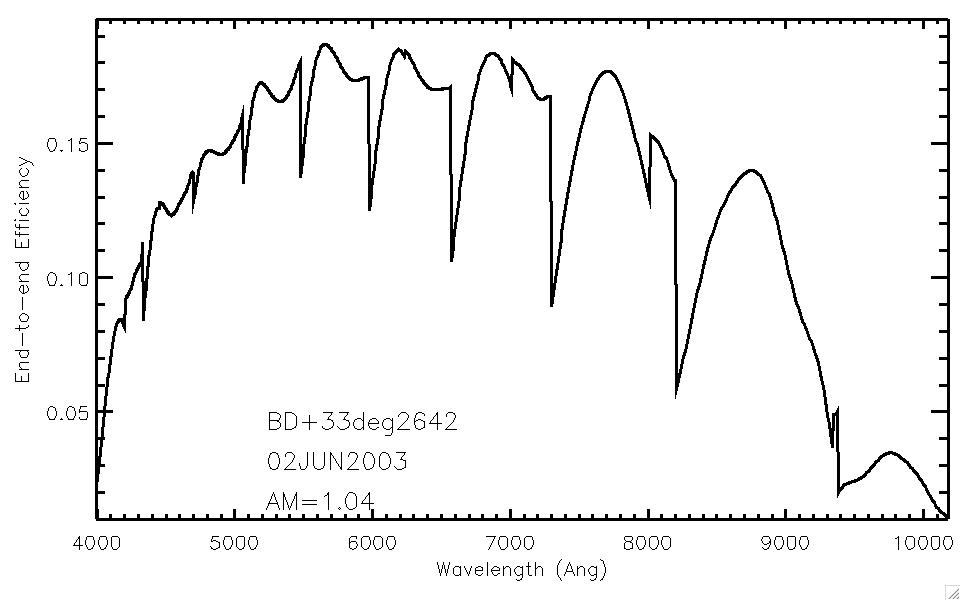 0.15
0.10
0.05
End-to-end Efficiency
BD+33deg2642
02JUN2003
AM=1.04
4000 5000 6000 7000 8000 9000 10000
Wavelength (Ang)